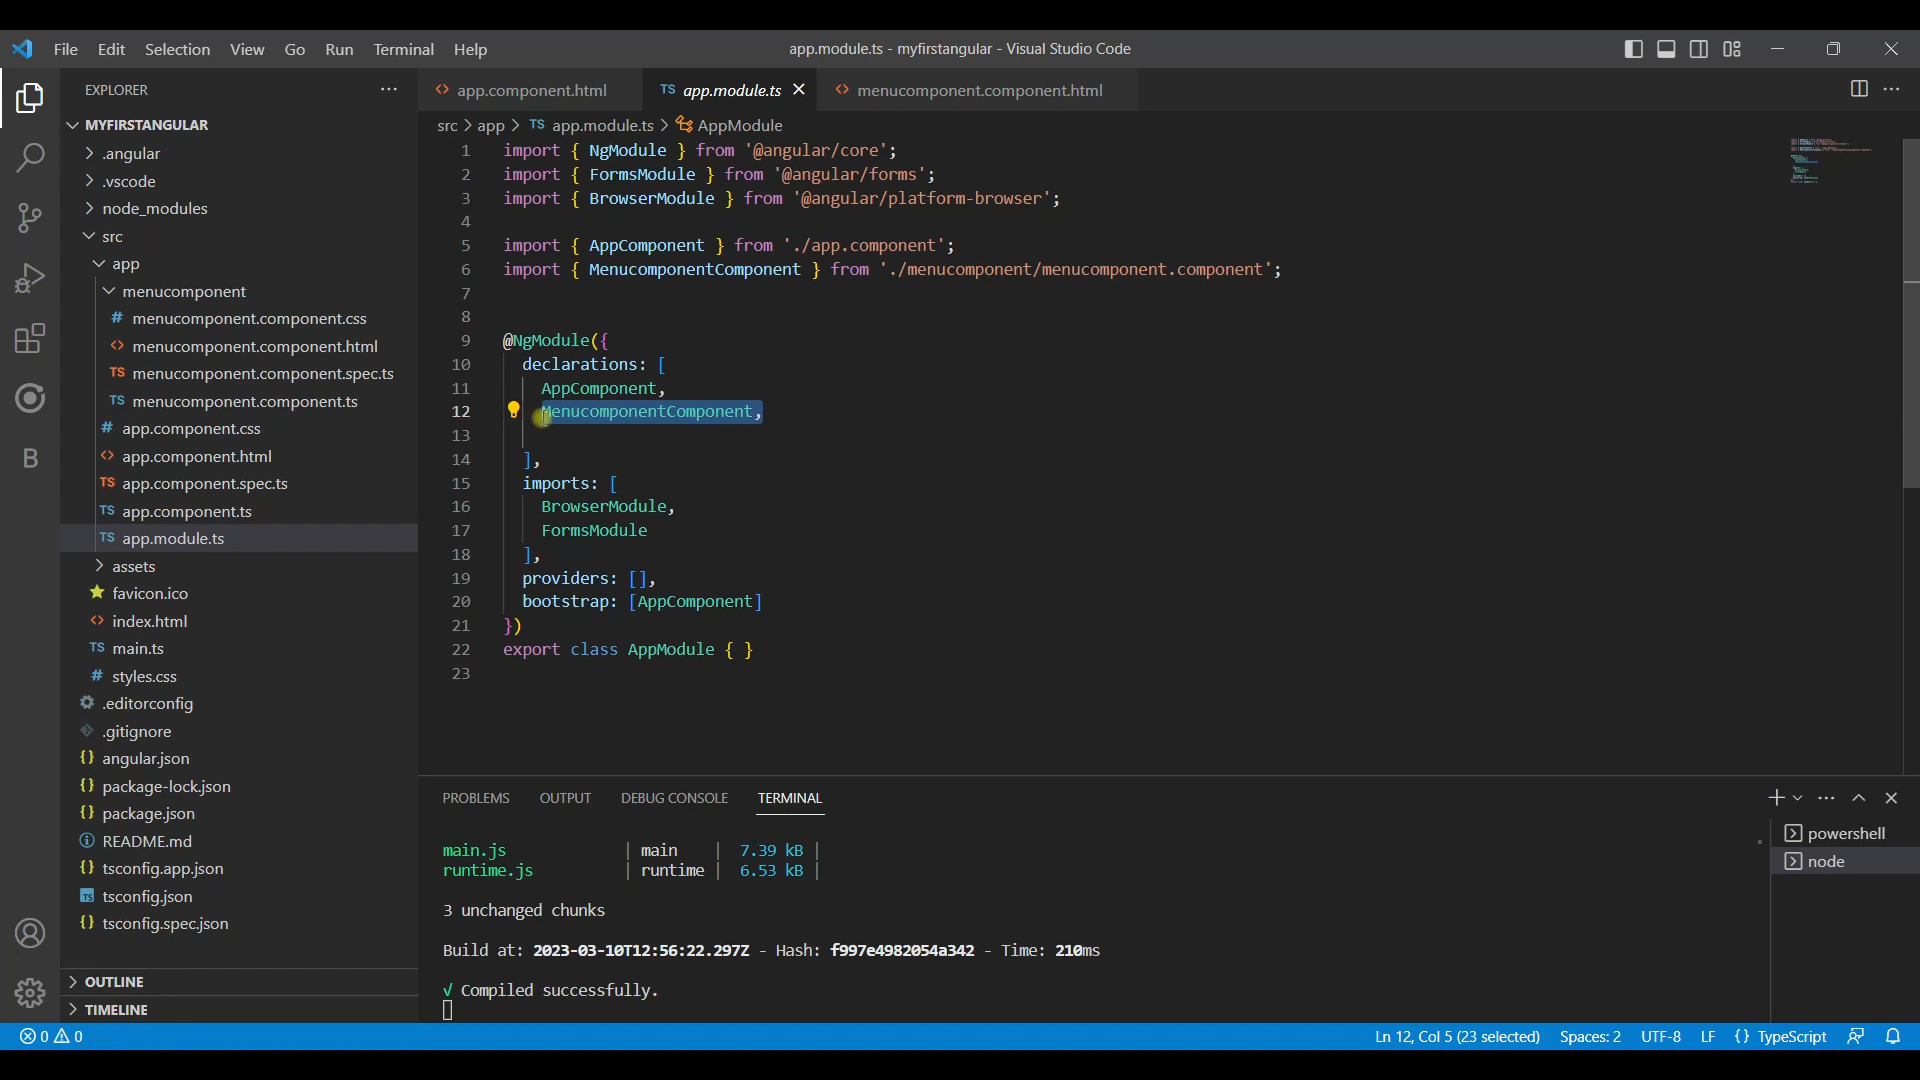 File Edit Selection View Go Run Terminal Help
app.module.ts - myfirstangular - Visual Studio Code
EXPLORER
MYFIRSTANGULAR
.angular
.vscode
node_modules
src
app
menucomponent
# menucomponent.component.css
<> menucomponent.component.html
TS menucomponent.component.spec.ts
TS menucomponent.component.ts
# app.component.css
<> app.component.html
TS app.component.spec.ts
TS app.component.ts
TS app.module.ts
assets
favicon.ico
<> index.html
TS main.ts
# styles.css
.editorconfig
.gitignore
{} angular.json
{} package-lock.json
{} package.json
README.md
{} tsconfig.app.json
TS tsconfig.json
{} tsconfig.spec.json
OUTLINE
TIMELINE
B
<> app.component.html TS app.module.ts <> menucomponent.component.html
src > app > TS app.module.ts > AppModule
1 import { NgModule } from '@angular/core';
2 import { FormsModule } from '@angular/forms';
3 import { BrowserModule } from '@angular/platform-browser';
4
5 import { AppComponent } from './app.component';
6 import { MenucomponentComponent } from './menucomponent/menucomponent.component';
7
8
9 @NgModule({
10 declarations: [
11 AppComponent,
12 MenucomponentComponent,
13
14 ],
15 imports: [
16 BrowserModule,
17 FormsModule
18 ],
19 providers: [],
20 bootstrap: [AppComponent]
21 })
22 export class AppModule { }
23
PROBLEMS OUTPUT DEBUG CONSOLE TERMINAL
main.js | main | 7.39 kB |
runtime.js | runtime | 6.53 kB |
3 unchanged chunks
Build at: 2023-03-10T12:56:22.297Z - Hash: f997e4982054a342 - Time: 210ms
√ Compiled successfully.
powershell
node
0 0
Ln 12, Col 5 (23 selected) Spaces: 2 UTF-8 LF {} TypeScript